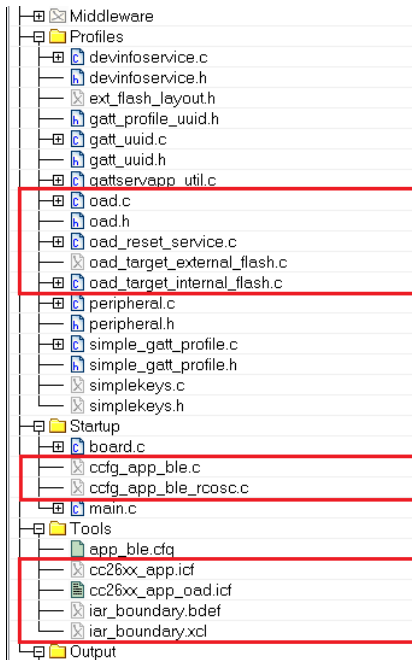 Middleware
Profiles
devinfoservice.c
devinfoservice.h
ext_flash_layout.h
gatt_profile_uuid.h
gatt_uuid.c
gatt_uuid.h
gattservapp_util.c
oad.c
oad.h
oad_reset_service.c
oad_target_external_flash.c
oad_target_internal_flash.c
peripheral.c
peripheral.h
simple_gatt_profile.c
simple_gatt_profile.h
simplekeys.c
simplekeys.h
Startup
board.c
ccfg_app_ble.c
ccfg_app_ble_rcosc.c
main.c
Tools
app_ble.cfg
cc26xx_app.icf
cc26xx_app_oad.icf
iar_boundary.bdef
iar_boundary.xcl
Output